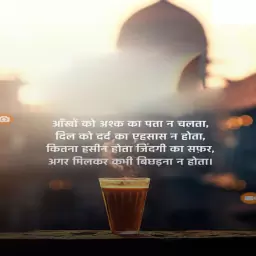 आँखों को अश्क का पता न चलता,
दिल को दर्द का एहसास न होता,
कितना हसीन होता जिंदगी का सफ़र,
अगर मिलकर कभी बिछड़ना न होता।